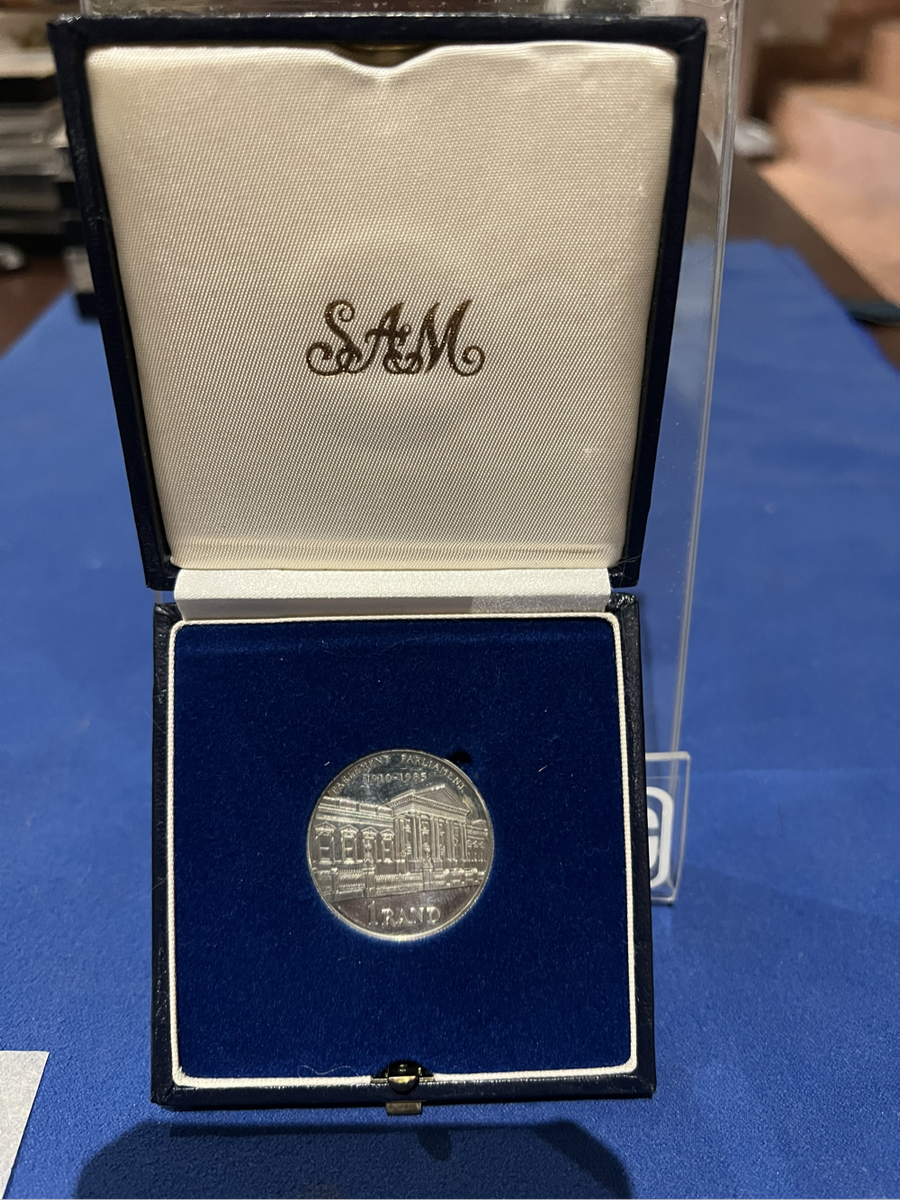 SAM
PARLEMENT PARLIAMENT
1910-1985
1 RAND